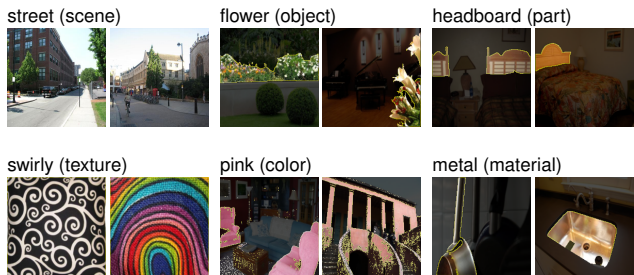 street (scene)
flower (object)
headboard (part)
swirly (texture)
pink (color)
metal (material)